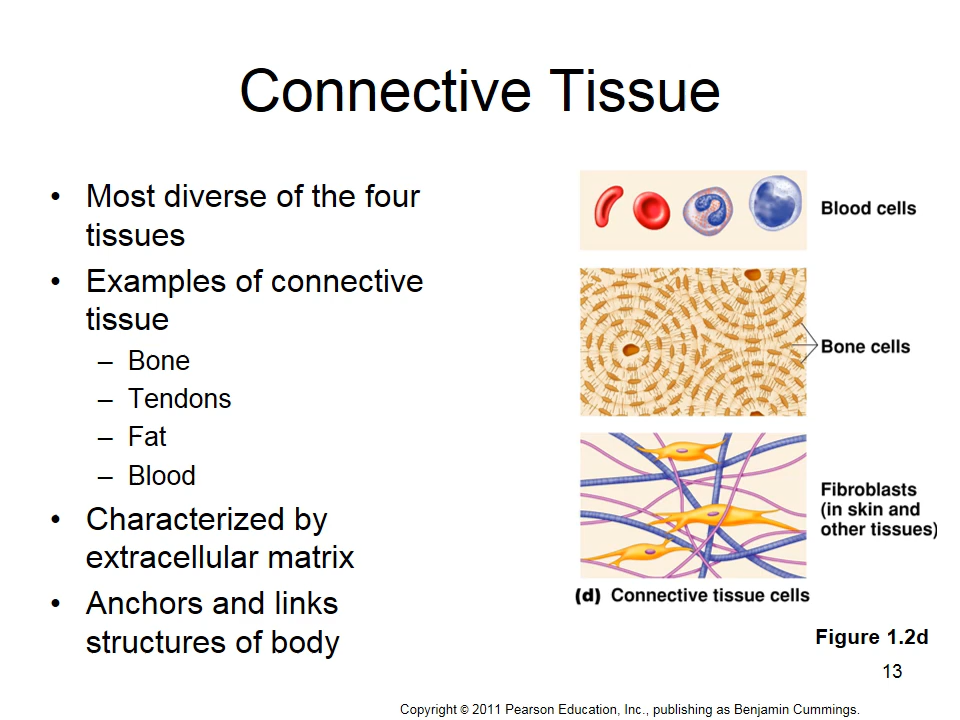 Connective Tissue
• Most diverse of the four
tissues
• Examples of connective
tissue
– Bone
– Tendons
– Fat
– Blood
• Characterized by
extracellular matrix
• Anchors and links
structures of body
Blood cells
Bone cells
Fibroblasts
(in skin and
other tissues)
(d) Connective tissue cells
Figure 1.2d
13
Copyright © 2011 Pearson Education, Inc., publishing as Benjamin Cummings.